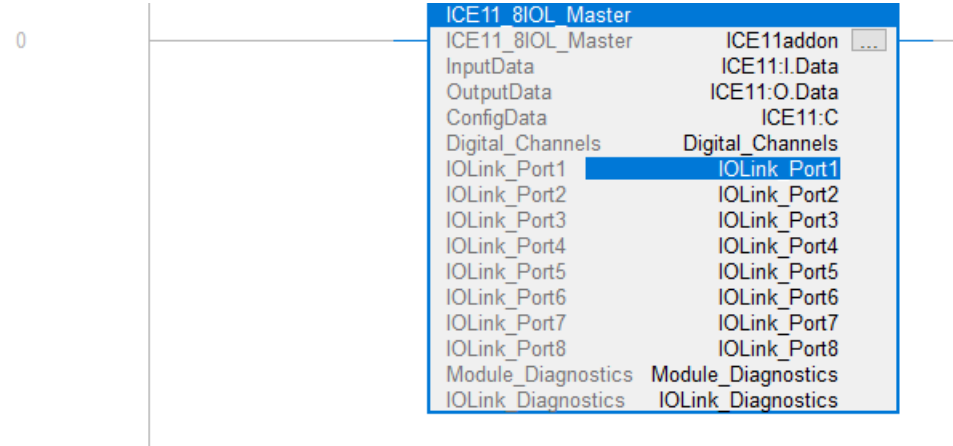 ICE11_8IOL_Master
0
ICE11_8IOL_Master ICE11addon ...
InputData ICE11:I.Data
OutputData ICE11:O.Data
ConfigData ICE11:C
Digital_Channels Digital_Channels
IOLink_Port1 IOLink_Port1
IOLink_Port2 IOLink_Port2
IOLink_Port3 IOLink_Port3
IOLink_Port4 IOLink_Port4
IOLink_Port5 IOLink_Port5
IOLink_Port6 IOLink_Port6
IOLink_Port7 IOLink_Port7
IOLink_Port8 IOLink_Port8
Module_Diagnostics Module_Diagnostics
IOLink_Diagnostics IOLink_Diagnostics